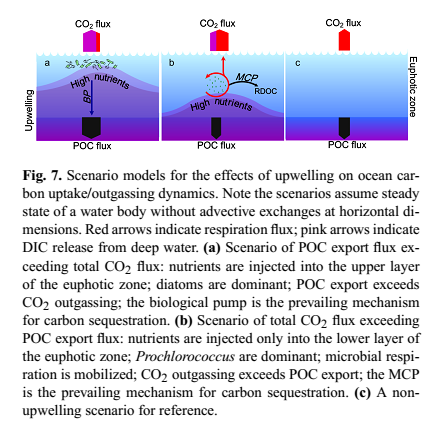 CO₂ flux CO₂ flux CO₂ flux
a b c
High nutrients
BP
MCP
RDOC
High nutrients
Upwelling
Euphotic zone
POC flux POC flux POC flux
Fig. 7. Scenario models for the effects of upwelling on ocean car-
bon uptake/outgassing dynamics. Note the scenarios assume steady
state of a water body without advective exchanges at horizontal di-
mensions. Red arrows indicate respiration flux; pink arrows indicate
DIC release from deep water. (a) Scenario of POC export flux ex-
ceeding total CO₂ flux: nutrients are injected into the upper layer
of the euphotic zone; diatoms are dominant; POC export exceeds
CO₂ outgassing; the biological pump is the prevailing mechanism
for carbon sequestration. (b) Scenario of total CO₂ flux exceeding
POC export flux: nutrients are injected only into the lower layer of
the euphotic zone; Prochlorococcus are dominant; microbial respi-
ration is mobilized; CO₂ outgassing exceeds POC export; the MCP
is the prevailing mechanism for carbon sequestration. (c) A non-
upwelling scenario for reference.